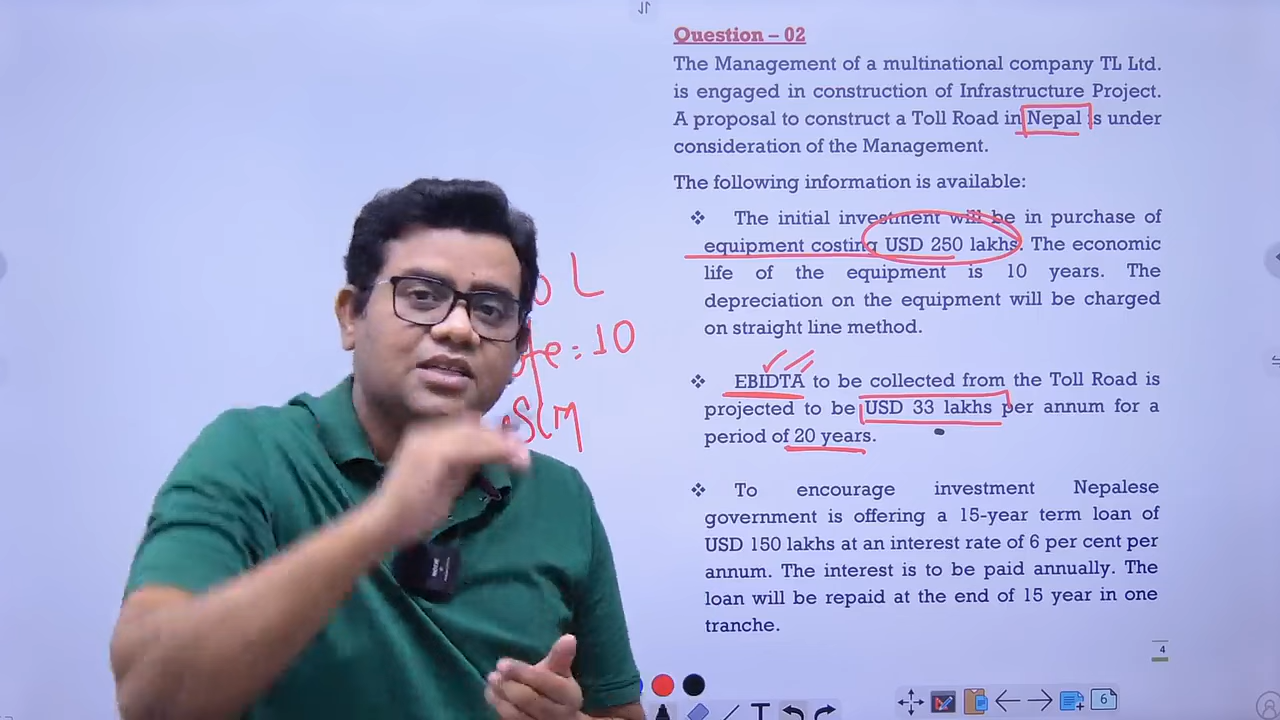 Question – 02
The Management of a multinational company TL Ltd.
is engaged in construction of Infrastructure Project.
A proposal to construct a Toll Road in Nepal is under
consideration of the Management.
The following information is available:
❖ The initial investment will be in purchase of
equipment costing USD 250 lakhs. The economic
life of the equipment is 10 years. The
depreciation on the equipment will be charged
on straight line method.
❖ EBIDTA to be collected from the Toll Road is
projected to be USD 33 lakhs per annum for a
period of 20 years.
❖ To encourage investment Nepalese
government is offering a 15-year term loan of
USD 150 lakhs at an interest rate of 6 per cent per
annum. The interest is to be paid annually. The
loan will be repaid at the end of 15 year in one
tranche.
L
= 10
SLM
4
T
6